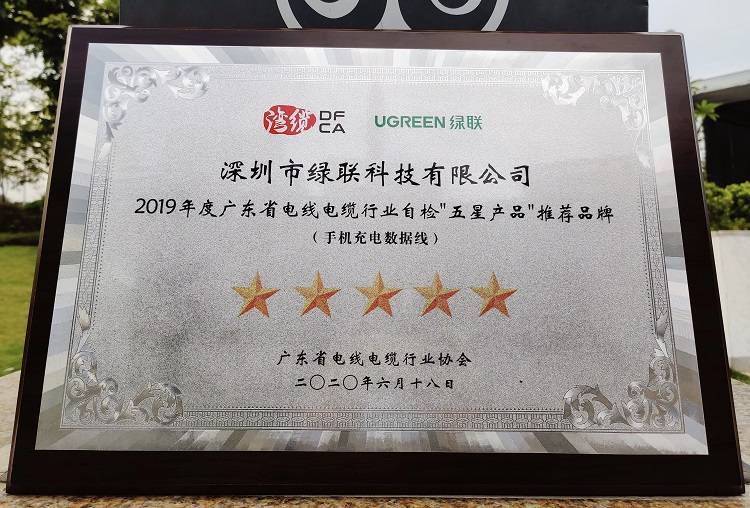 湾缆 DF CA UGREEN 绿联
深圳市绿联科技有限公司
2019年度广东省电线电缆行业自检"五星产品"推荐品牌
（手机充电数据线）
广东省电线电缆行业协会
二〇二〇年六月十八日